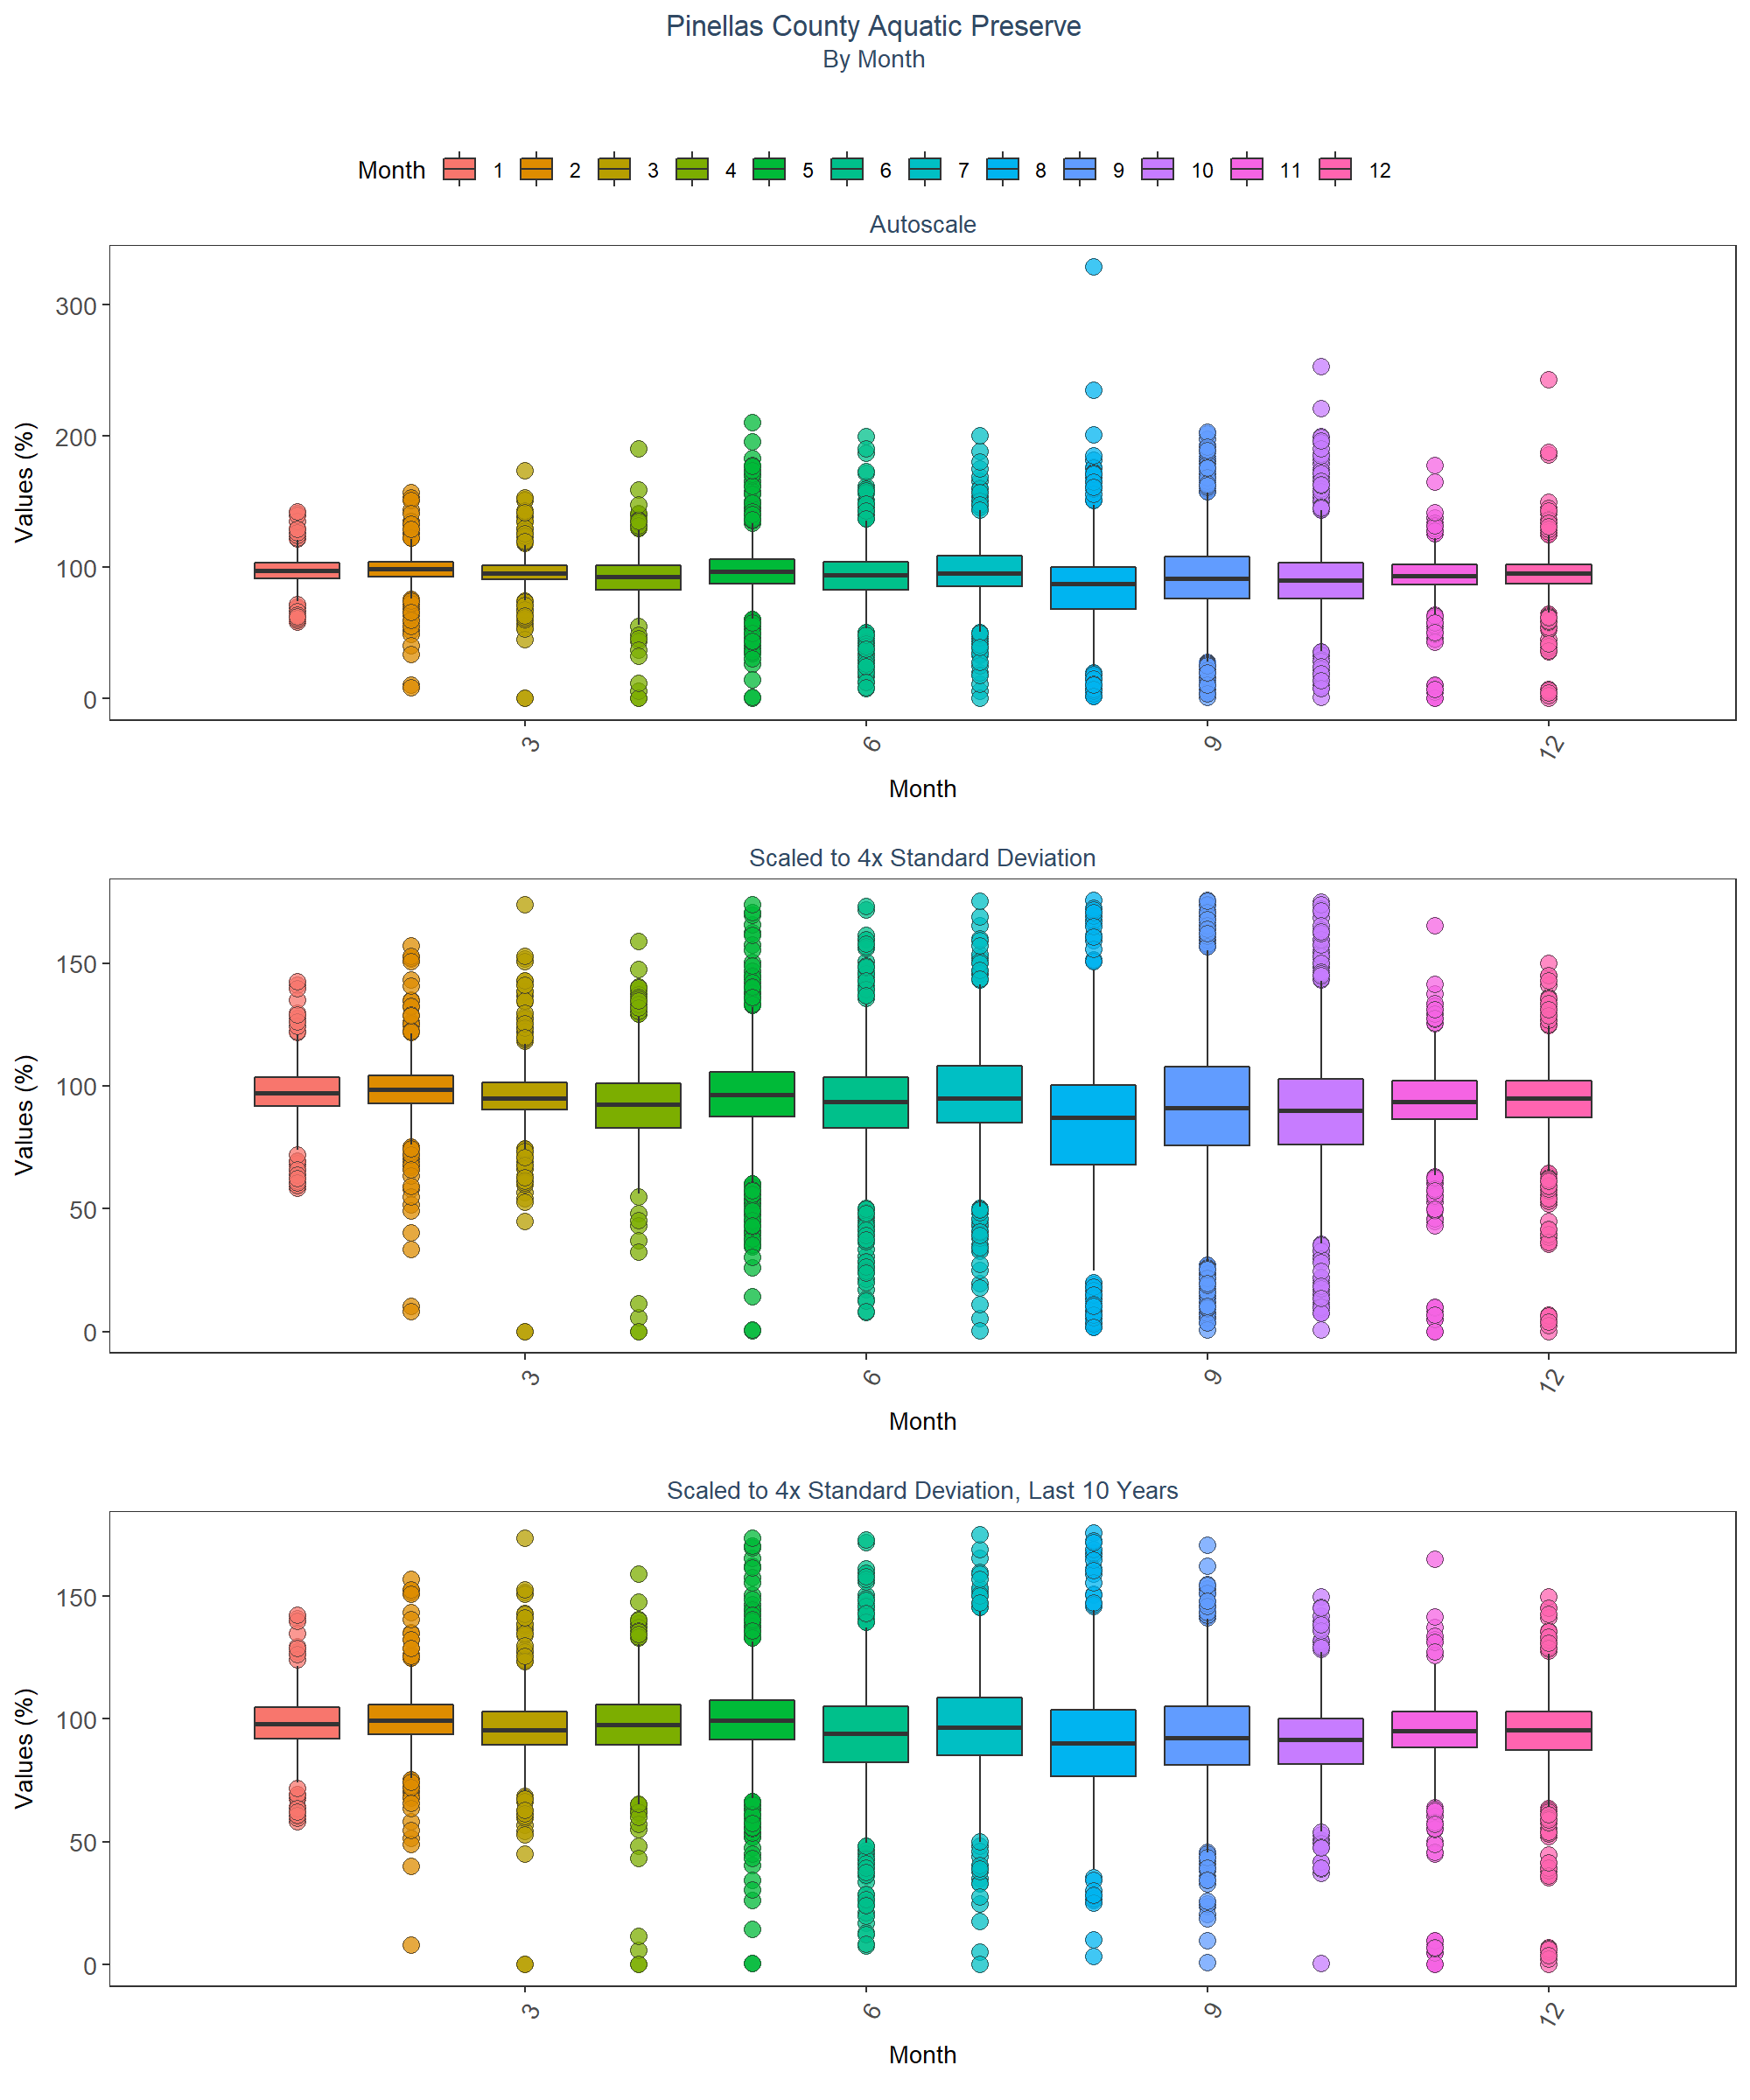 Pinellas County Aquatic Preserve
By Month
Month 1 2 3 4 5 6 7 8 9 10 11 12
Autoscale
Values (%)
300
200
100
0
3 6 9 12
Month
Scaled to 4x Standard Deviation
Values (%)
150
100
50
0
3 6 9 12
Month
Scaled to 4x Standard Deviation, Last 10 Years
Values (%)
150
100
50
0
3 6 9 12
Month